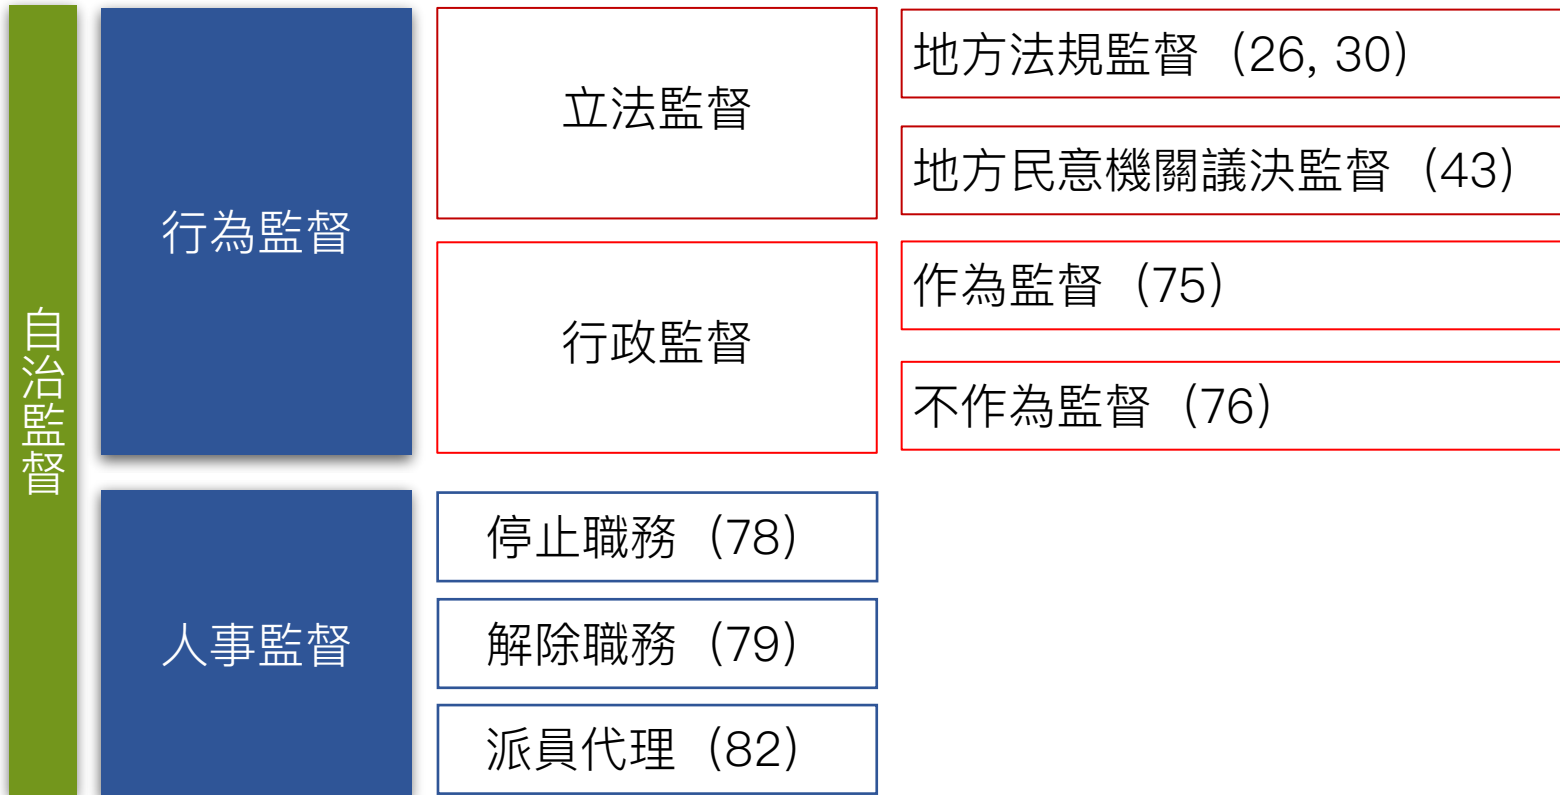 自治監督
行為監督
立法監督
地方法規監督（26, 30）
地方民意機關議決監督（43）
行政監督
作為監督（75）
不作為監督（76）
人事監督
停止職務（78）
解除職務（79）
派員代理（82）